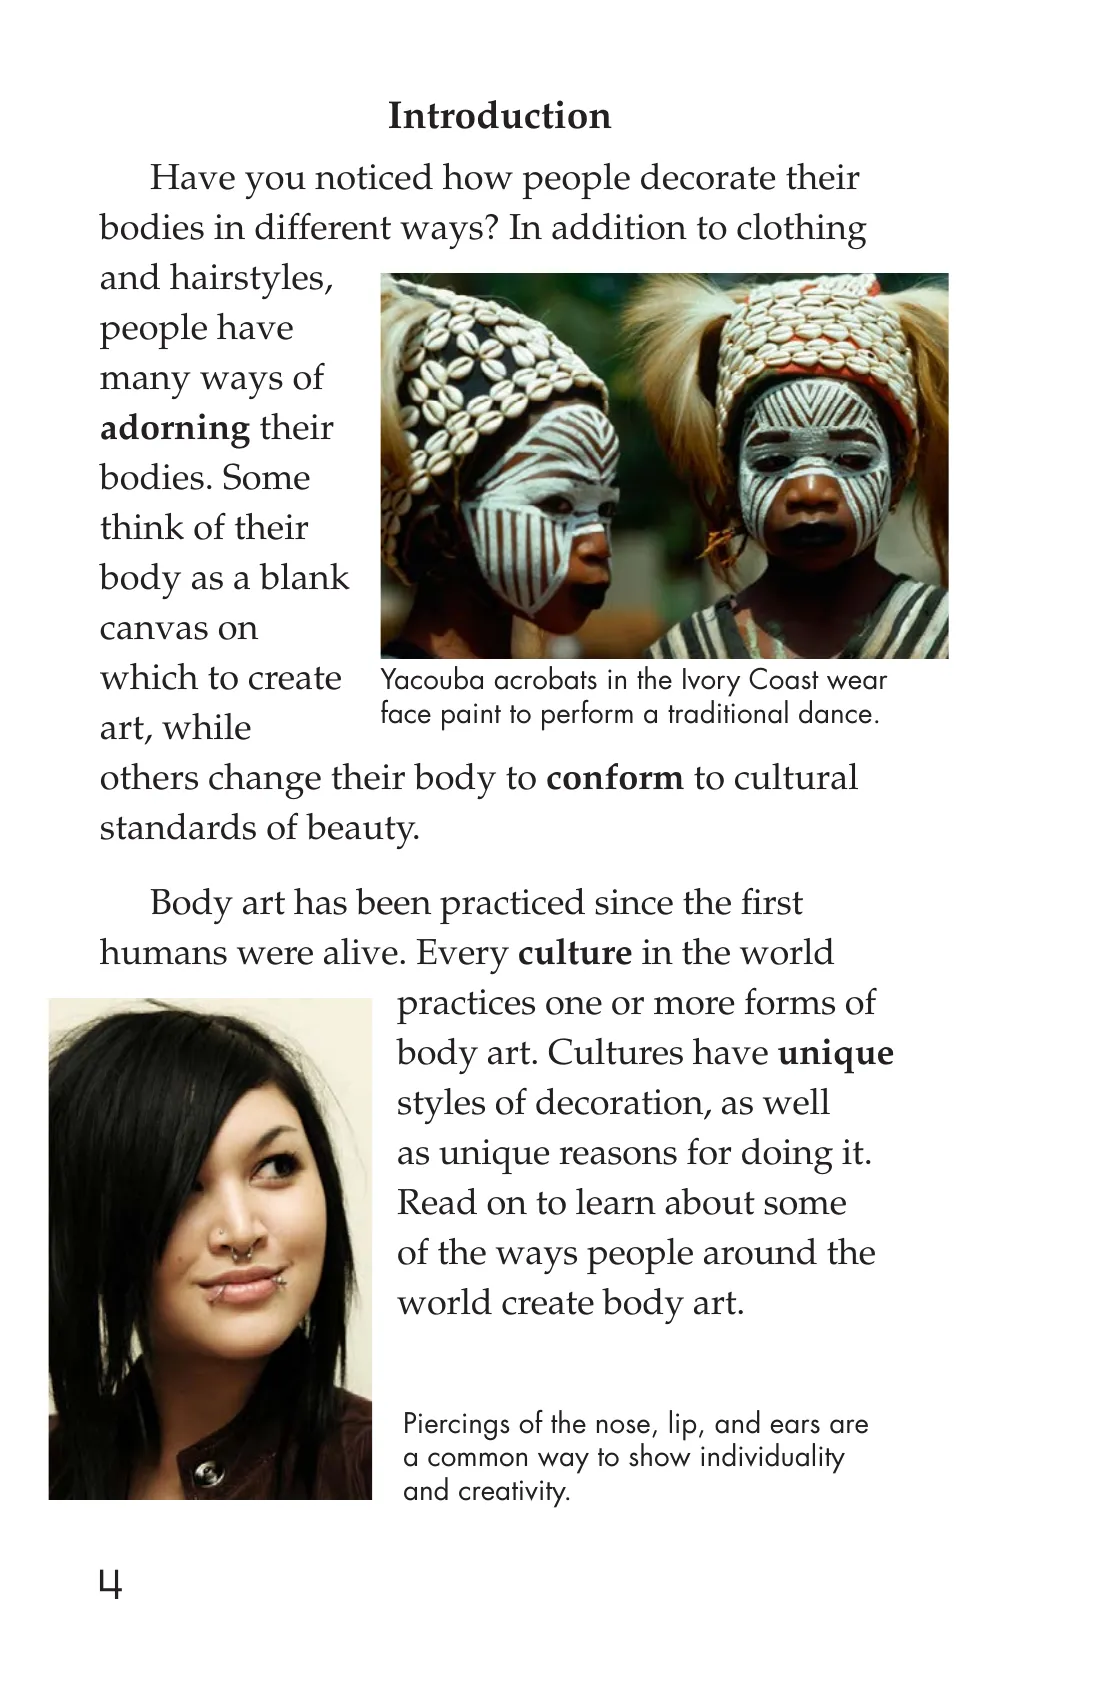 Introduction
Have you noticed how people decorate their
bodies in different ways? In addition to clothing
and hairstyles,
people have
many ways of
adorning their
bodies. Some
think of their
body as a blank
canvas on
which to create
art, while
others change their body to conform to cultural
standards of beauty.
Yacouba acrobats in the Ivory Coast wear
face paint to perform a traditional dance.
Body art has been practiced since the first
humans were alive. Every culture in the world
practices one or more forms of
body art. Cultures have unique
styles of decoration, as well
as unique reasons for doing it.
Read on to learn about some
of the ways people around the
world create body art.
Piercings of the nose, lip, and ears are
a common way to show individuality
and creativity.
4